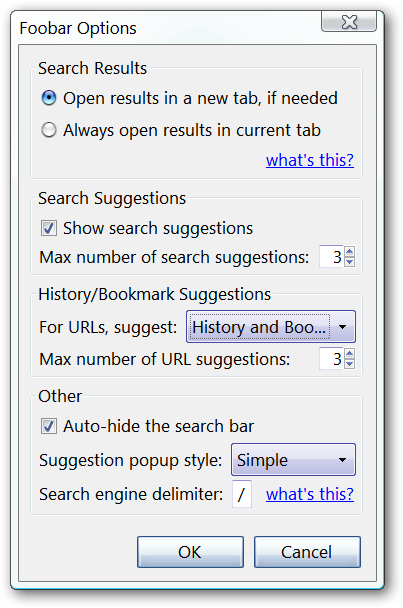 Foobar Options
Search Results
Open results in a new tab, if needed
Always open results in current tab
what's this?
Search Suggestions
Show search suggestions
Max number of search suggestions: 3
History/Bookmark Suggestions
For URLs, suggest: History and Boo...
Max number of URL suggestions: 3
Other
Auto-hide the search bar
Suggestion popup style: Simple
Search engine delimiter: / what's this?
OK Cancel